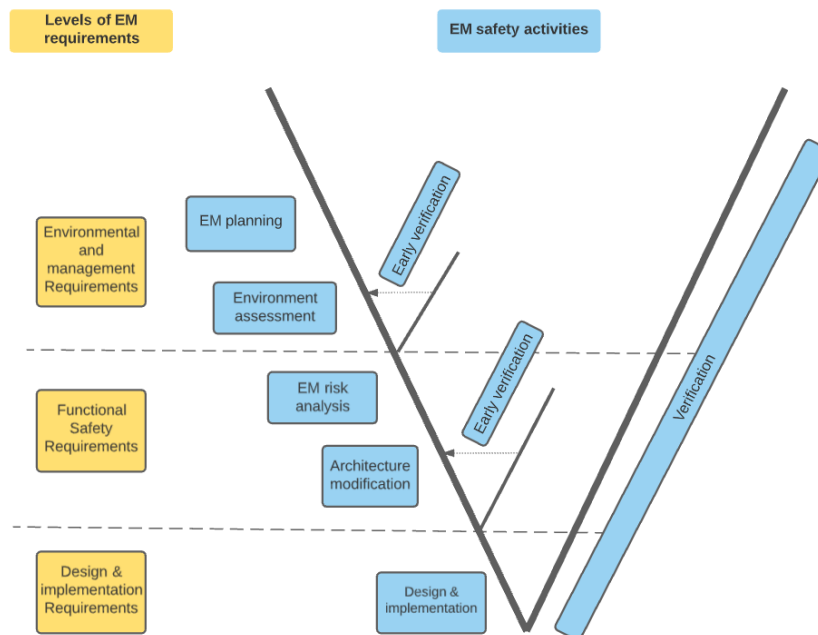 Levels of EM
requirements
EM safety activities
Environmental
and
management
Requirements
EM planning
Early verification
Environment
assessment
Functional
Safety
Requirements
EM risk
analysis
Early verification
Verification
Architecture
modification
Design &
implementation
Requirements
Design &
implementation